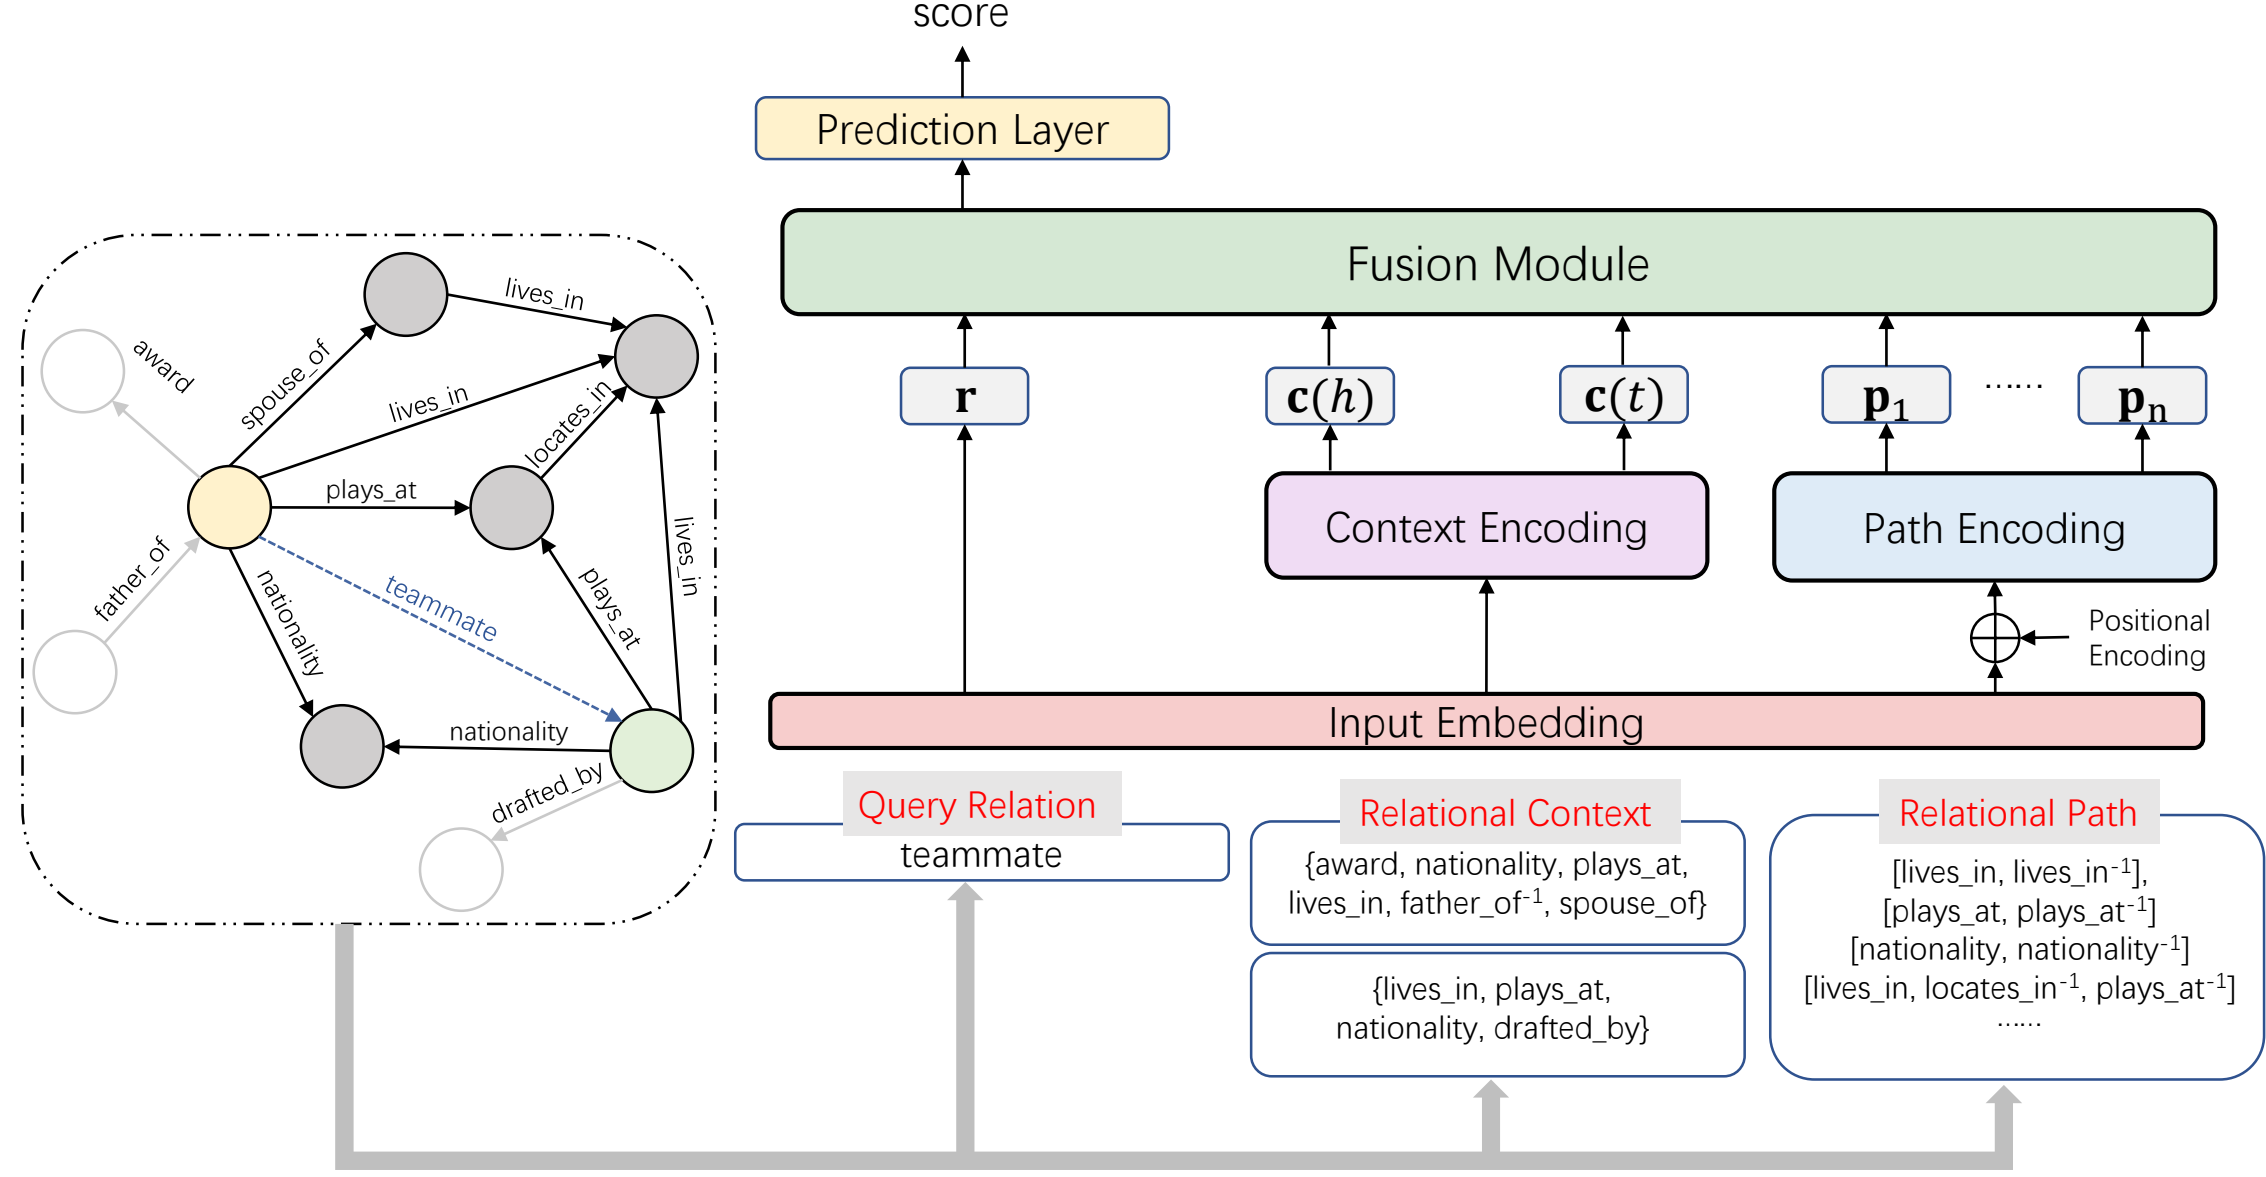 score
Prediction Layer
Fusion Module
r
c(h)
c(t)
p1
......
pn
Context Encoding
Path Encoding
Positional
Encoding
Input Embedding
Query Relation
teammate
Relational Context
{award, nationality, plays_at,
lives_in, father_of-1, spouse_of}
{lives_in, plays_at,
nationality, drafted_by}
Relational Path
[lives_in, lives_in-1],
[plays_at, plays_at-1]
[nationality, nationality-1]
[lives_in, locates_in-1, plays_at-1]
......
award
spouse_of
lives_in
lives_in
locates_in
plays_at
father_of
nationality
teammate
plays_at
lives_in
nationality
drafted_by